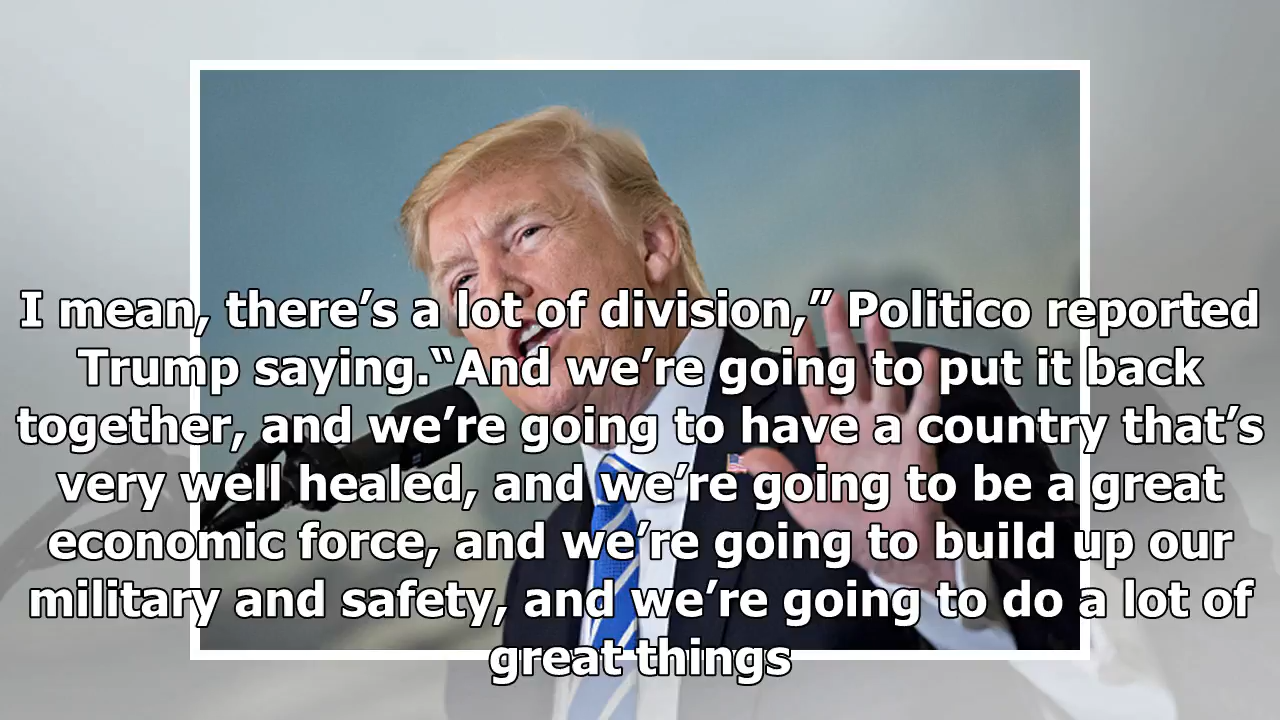 I mean, there’s a lot of division,” Politico reported
Trump saying.“And we’re going to put it back
together, and we’re going to have a country that’s
very well healed, and we’re going to be a great
economic force, and we’re going to build up our
military and safety, and we’re going to do a lot of
great things